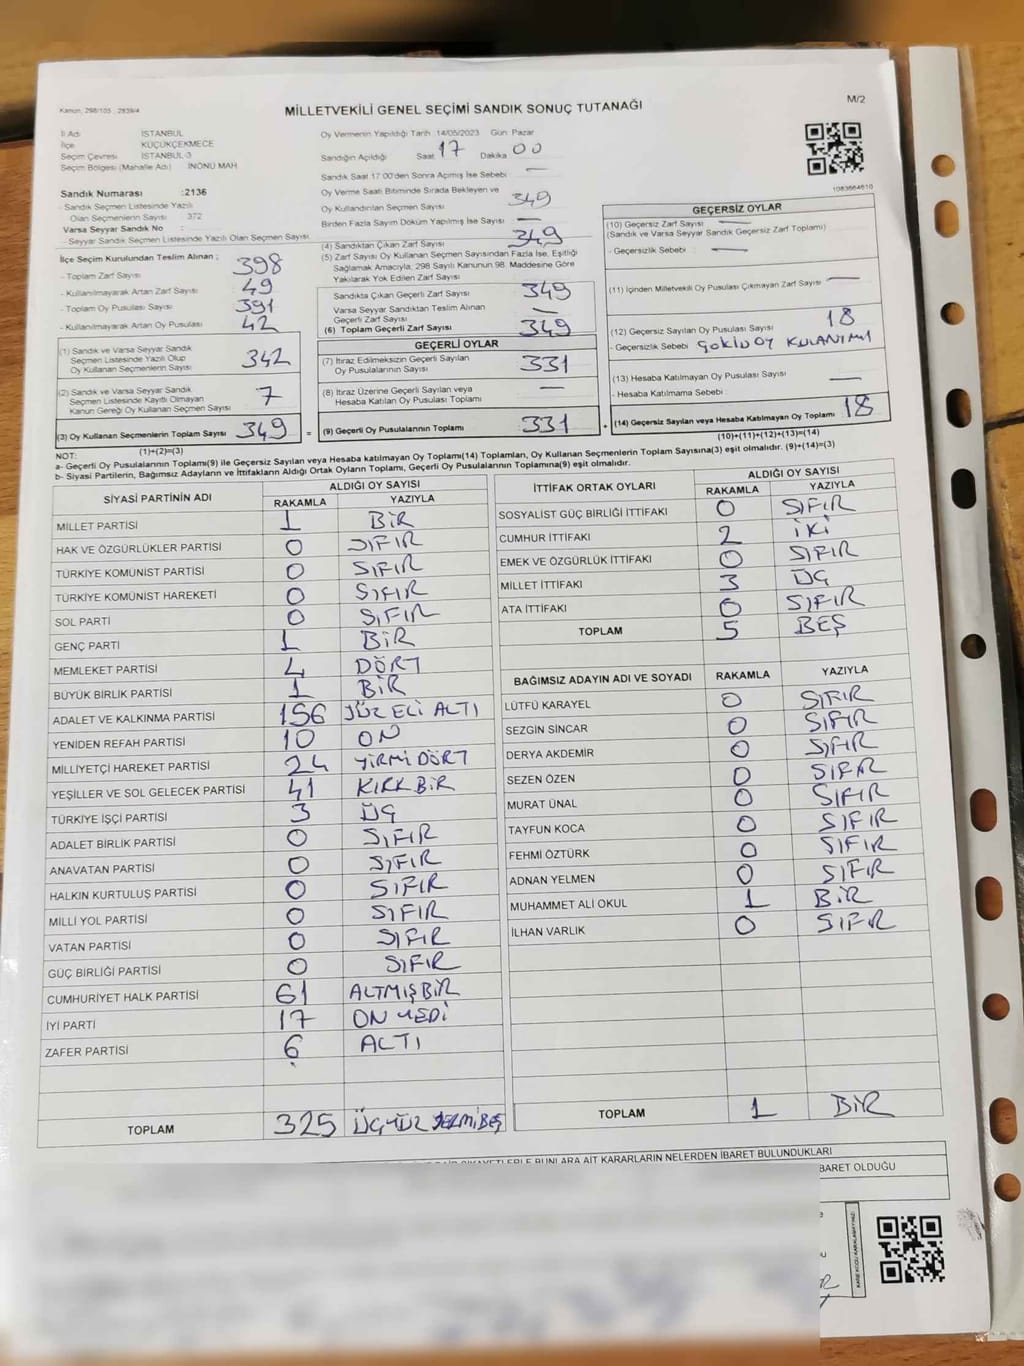 Kanun, 298/105 , 2839/4
MİLLETVEKİLİ GENEL SEÇİMİ SANDIK SONUÇ TUTANAĞI
M/2
İl Adı İSTANBUL
İlçe KÜÇÜKÇEKMECE
Seçim Çevresi İSTANBUL-3
Seçim Bölgesi (Mahalle Adı) İNÖNÜ MAH
Sandık Numarası :2136
- Sandık Seçmen Listesinde Yazılı
Olan Seçmenlerin Sayısı 372
Varsa Seyyar Sandık No :
- Seyyar Sandık Seçmen Listesinde Yazılı Olan Seçmen Sayısı
İlçe Seçim Kurulundan Teslim Alınan ;
- Toplam Zarf Sayısı 398
- Kullanılmayarak Artan Zarf Sayısı 49
- Toplam Oy Pusulası Sayısı 391
- Kullanılmayarak Artan Oy Pusulası 42
(1) Sandık ve Varsa Seyyar Sandık
Seçmen Listesinde Yazılı Olup
Oy Kullanan Seçmenlerin Sayısı 342
(2) Sandık ve Varsa Seyyar Sandık
Seçmen Listesinde Kayıtlı Olmayan
Kanun Gereği Oy Kullanan Seçmen Sayısı 7
(3) Oy Kullanan Seçmenlerin Toplam Sayısı 349 =
(1)+(2)=(3)
Oy Vermenin Yapıldığı Tarih 14/05/2023 Gün Pazar
Sandığın Açıldığı Saat 17 Dakika 00
Sandık Saat 17:00'den Sonra Açılmış İse Sebebi —
Oy Verme Saati Bitiminde Sırada Bekleyen ve
Oy Kullandırılan Seçmen Sayısı 349
Birden Fazla Sayım Döküm Yapılmış İse Sayısı —
(4) Sandıktan Çıkan Zarf Sayısı 349
(5) Zarf Sayısı Oy Kullanan Seçmen Sayısından Fazla İse, Eşitliği
Sağlamak Amacıyla, 298 Sayılı Kanunun 98. Maddesine Göre
Yakılarak Yok Edilen Zarf Sayısı
Sandıkta Çıkan Geçerli Zarf Sayısı 349
Varsa Seyyar Sandıktan Teslim Alınan
Geçerli Zarf Sayısı —
(6) Toplam Geçerli Zarf Sayısı 349
GEÇERLİ OYLAR
(7) İtiraz Edilmeksizin Geçerli Sayılan
Oy Pusulalarının Sayısı 331
(8) İtiraz Üzerine Geçerli Sayılan veya
Hesaba Katılan Oy Pusulası Toplamı —
(9) Geçerli Oy Pusulalarının Toplamı 331 +
1083664610
GEÇERSİZ OYLAR
(10) Geçersiz Zarf Sayısı —
(Sandık ve Varsa Seyyar Sandık Geçersiz Zarf Toplamı)
- Geçersizlik Sebebi : —
(11) İçinden Milletvekili Oy Pusulası Çıkmayan Zarf Sayısı —
(12) Geçersiz Sayılan Oy Pusulası Sayısı 18
- Geçersizlik Sebebi
(13) Hesaba Katılmayan Oy Pusulası Sayısı —
- Hesaba Katılmama Sebebi
(14) Geçersiz Sayılan veya Hesaba Katılmayan Oy Toplamı 18
(10)+(11)+(12)+(13)=(14)
NOT:
a- Geçerli Oy Pusulalarının Toplamı(9) ile Geçersiz Sayılan veya Hesaba katılmayan Oy Toplamı(14) Toplamları, Oy Kullanan Seçmenlerin Toplam Sayısına(3) eşit olmalıdır. (9)+(14)=(3)
b- Siyasi Partilerin, Bağımsız Adayların ve İttifakların Aldığı Ortak Oyların Toplamı, Geçerli Oy Pusulalarının Toplamına(9) eşit olmalıdır.
SİYASİ PARTİNİN ADI ALDIĞI OY SAYISI
RAKAMLA YAZIYLA
MİLLET PARTİSİ 1 BİR
HAK VE ÖZGÜRLÜKLER PARTİSİ 0 SIFIR
TÜRKİYE KOMÜNİST PARTİSİ 0 SIFIR
TÜRKİYE KOMÜNİST HAREKETİ 0 SIFIR
SOL PARTİ 0 SIFIR
GENÇ PARTİ 1 BİR
MEMLEKET PARTİSİ 4 DÖRT
BÜYÜK BİRLİK PARTİSİ 1 BİR
ADALET VE KALKINMA PARTİSİ 156 YÜZ ELİ ALTI
YENİDEN REFAH PARTİSİ 10 ON
MİLLİYETÇİ HAREKET PARTİSİ 24 YİRMİ DÖRT
YEŞİLLER VE SOL GELECEK PARTİSİ 41 KIRK BİR
TÜRKİYE İŞÇİ PARTİSİ 3 ÜÇ
ADALET BİRLİK PARTİSİ 0 SIFIR
ANAVATAN PARTİSİ 0 SIFIR
HALKIN KURTULUŞ PARTİSİ 0 SIFIR
MİLLİ YOL PARTİSİ 0 SIFIR
VATAN PARTİSİ 0 SIFIR
GÜÇ BİRLİĞİ PARTİSİ 0 SIFIR
CUMHURİYET HALK PARTİSİ 61 ALTMIŞ BİR
İYİ PARTİ 17 ON YEDİ
ZAFER PARTİSİ 6 ALTI
TOPLAM 325 ÜÇYÜZ
İTTİFAK ORTAK OYLARI ALDIĞI OY SAYISI
RAKAMLA YAZIYLA
SOSYALİST GÜÇ BİRLİĞİ İTTİFAKI 0 SIFIR
CUMHUR İTTİFAKI 2 İKİ
EMEK VE ÖZGÜRLÜK İTTİFAKI 0 SIFIR
MİLLET İTTİFAKI 3 ÜÇ
ATA İTTİFAKI 0 SIFIR
TOPLAM 5 BEŞ
BAĞIMSIZ ADAYIN ADI VE SOYADI RAKAMLA YAZIYLA
LÜTFÜ KARAYEL 0 SIFIR
SEZGİN SİNCAR 0 SIFIR
DERYA AKDEMİR 0 SIFIR
SEZEN ÖZEN 0 SIFIR
MURAT ÜNAL 0 SIFIR
TAYFUN KOCA 0 SIFIR
FEHMİ ÖZTÜRK 0 SIFIR
ADNAN YELMEN 0 SIFIR
MUHAMMET ALİ OKUL 1 BİR
İLHAN VARLIK 0 SIFIR
TOPLAM 1 BİR
ŞİKAYETLERLE BUNLARA AİT KARARLARIN NELERDEN İBARET BULUNDUKLARI
BARET OLDUĞU
KARE KODU KARALAMAYINIZ!